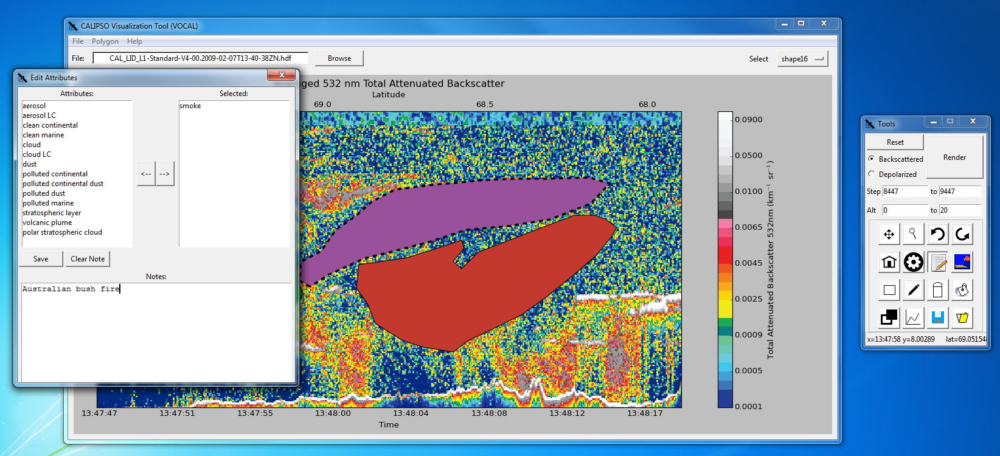 CALIPSO Visualization Tool (VOCAL)
File Polygon Help
File: CAL_LID_L1-Standard-V4-00.2009-02-07T13-40-38ZN.hdf Browse Select shape16
Edit Attributes
Attributes: Selected:
aerosol smoke
aerosol LC
clean continental
clean marine
cloud
cloud LC
dust
polluted continental
polluted continental dust
polluted dust
polluted marine
stratospheric layer
volcanic plume
polar stratospheric cloud
<-- -->
Save Clear Note
Notes:
Australian bush fire
532 nm Total Attenuated Backscatter
Latitude
69.0 68.5 68.0
0.0900
0.0500
0.0100
0.0065
0.0045
0.0025
0.0009
0.0005
0.0001
Total Attenuated Backscatter 532nm (km⁻¹ sr⁻¹)
13:47:47 13:47:51 13:47:55 13:48:00 13:48:04 13:48:08 13:48:12 13:48:17
Time
Tools
Reset Render
Backscattered
Depolarized
Step 8447 to 9447
Alt 0 to 20
x=13:47:58 y=8.00289 lat=69.05154